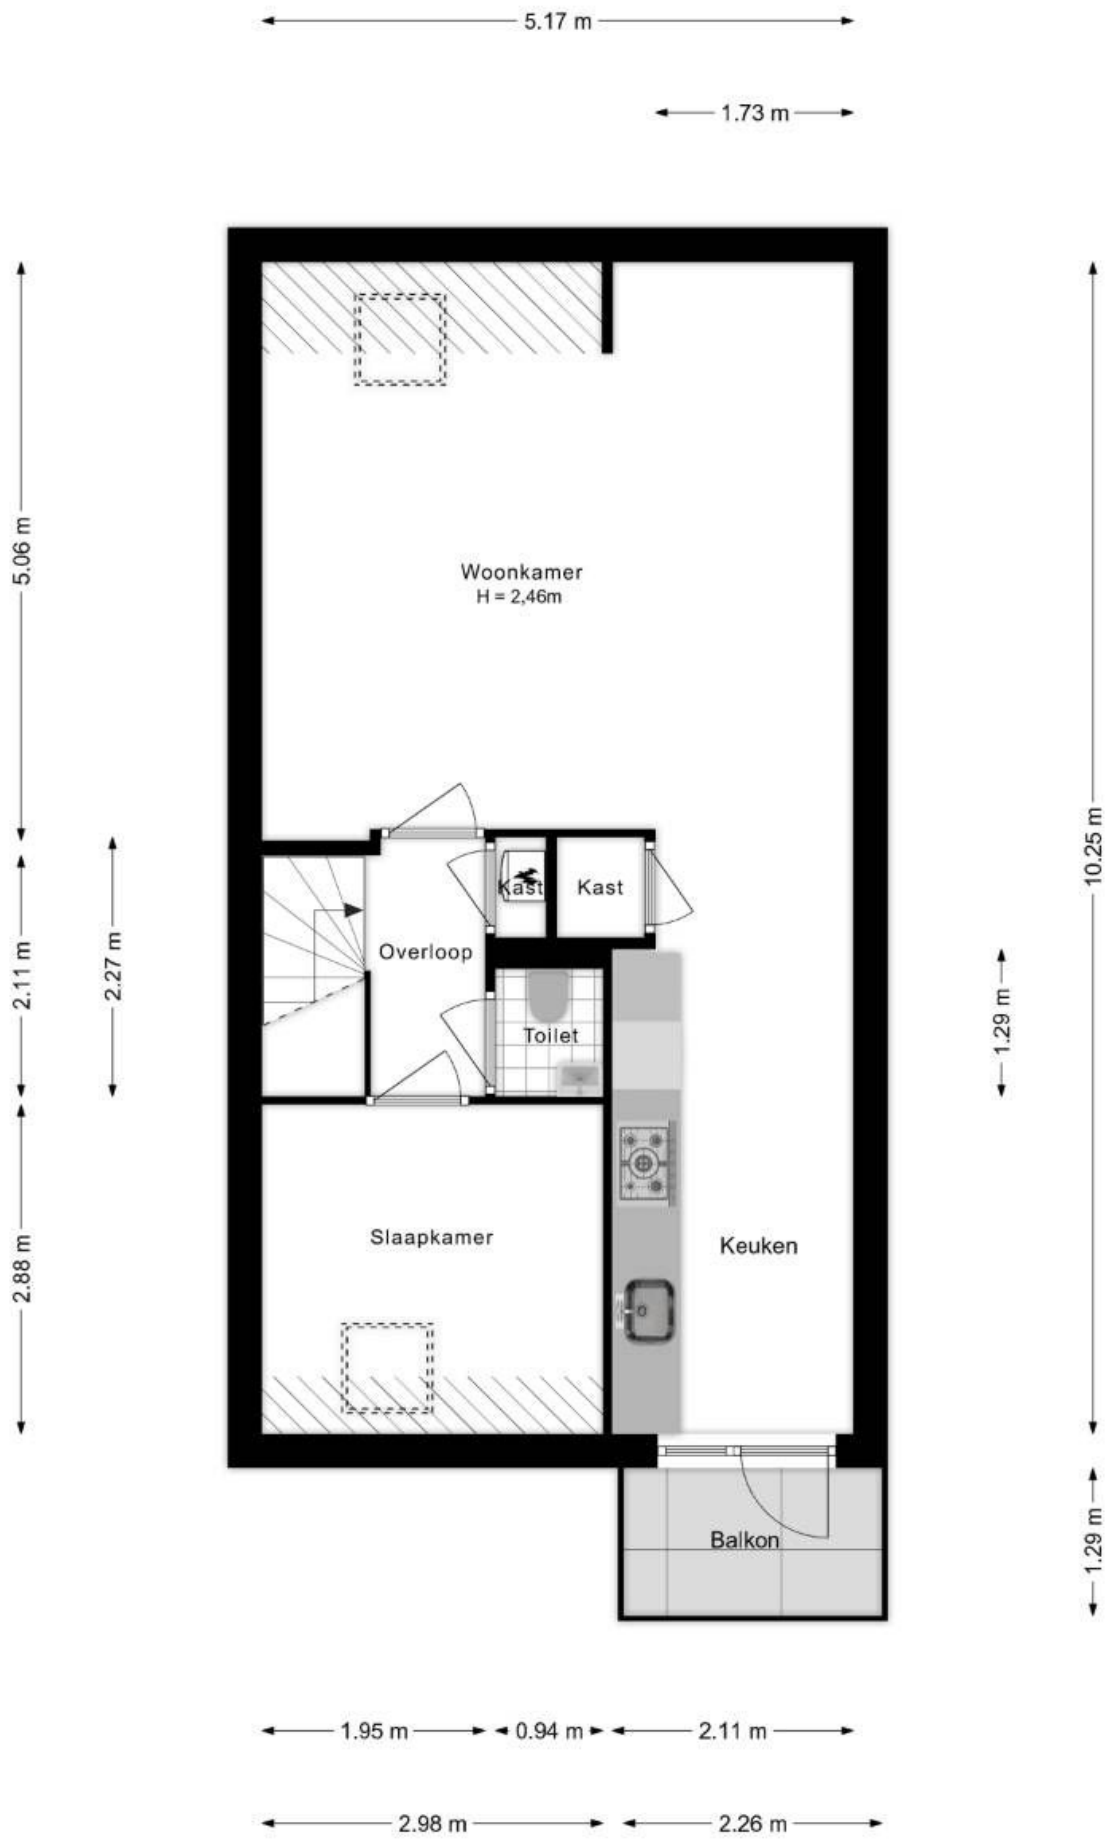 5.17 m
1.73 m
5.06 m
Woonkamer
H = 2,46m
10.25 m
Kast
Kast
Overloop
2.11 m
2.27 m
1.29 m
Toilet
Slaapkamer
Keuken
2.88 m
Balkon
1.29 m
1.95 m
0.94 m
2.11 m
2.98 m
2.26 m